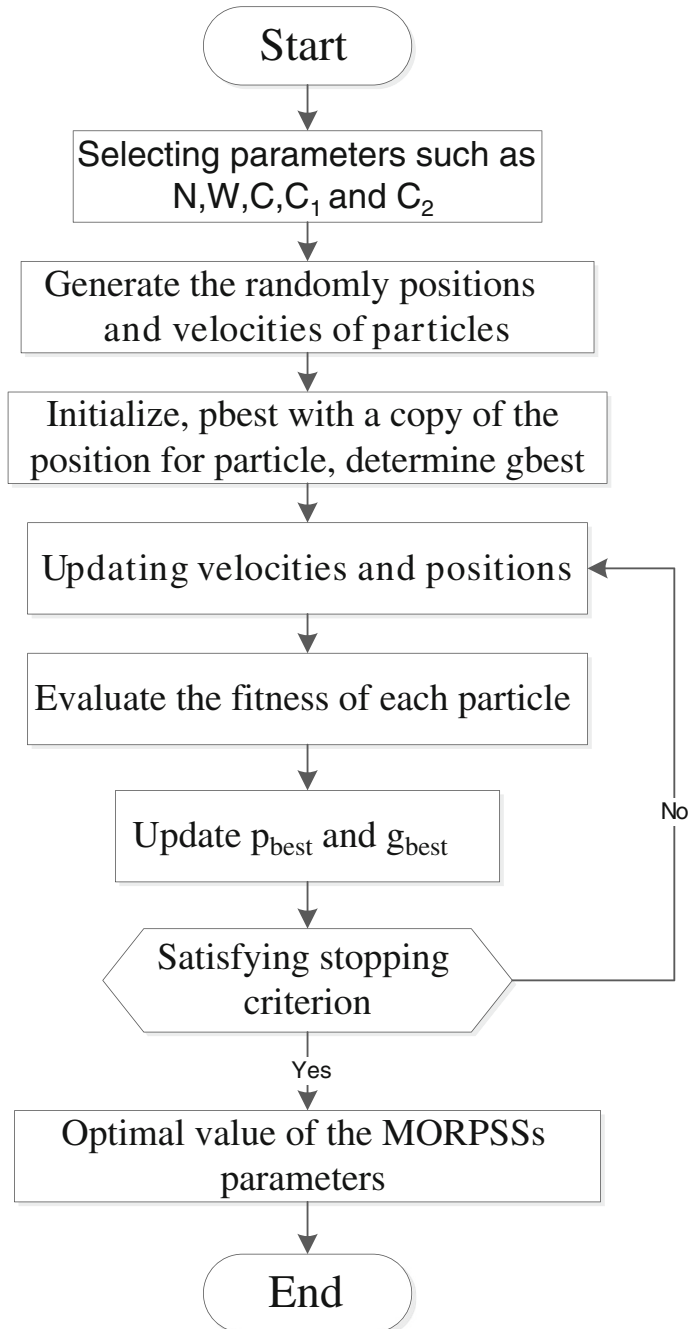 Start
Selecting parameters such as
N,W,C,C₁ and C₂
Generate the randomly positions
and velocities of particles
Initialize, pbest with a copy of the
position for particle, determine gbest
Updating velocities and positions
Evaluate the fitness of each particle
No
Update pbest and gbest
Satisfying stopping
criterion
Yes
Optimal value of the MORPSSs
parameters
End